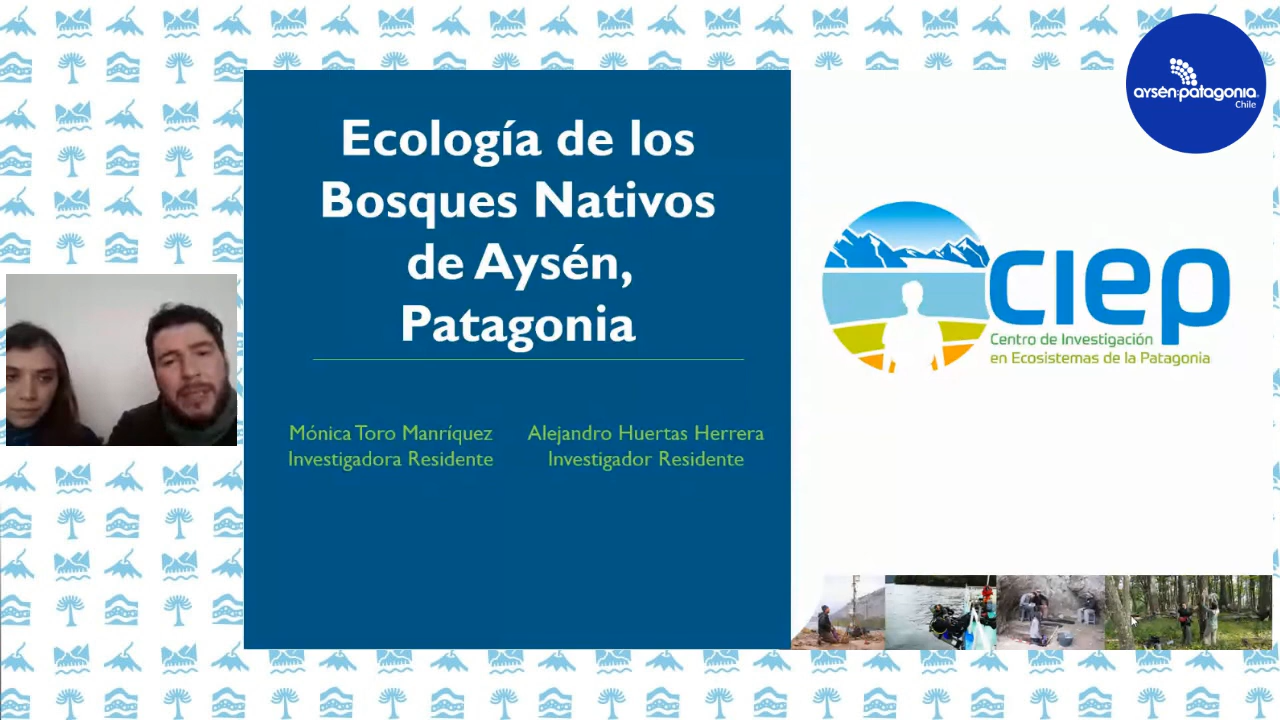 Ecología de los
Bosques Nativos
de Aysén,
Patagonia
Mónica Toro Manríquez
Investigadora Residente
Alejandro Huertas Herrera
Investigador Residente
aysén:patagonia
Chile
ciep
Centro de Investigación
en Ecosistemas de la Patagonia